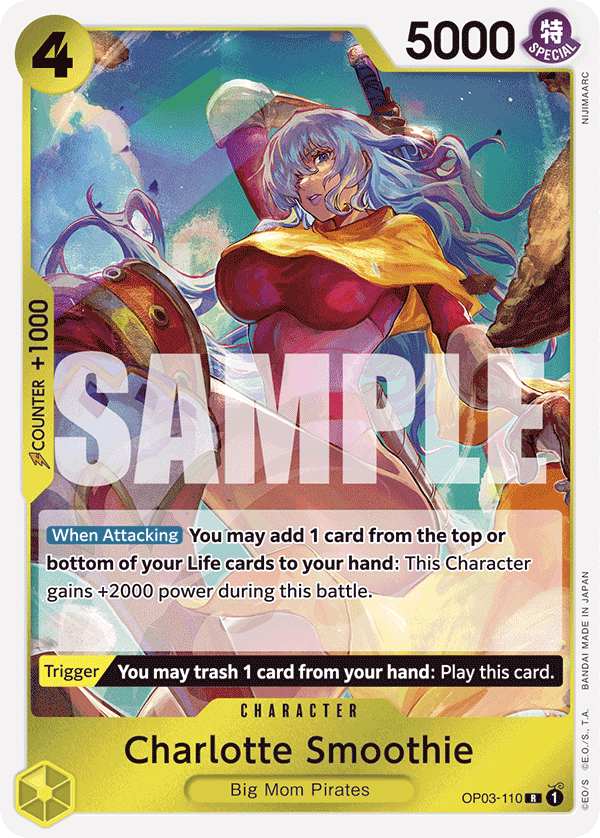 4
5000
特
SPECIAL
NIJIMAARC
COUNTER +1000
SAMPLE
When Attacking You may add 1 card from the top or
bottom of your Life cards to your hand: This Character
gains +2000 power during this battle.
Trigger You may trash 1 card from your hand: Play this card.
CHARACTER
Charlotte Smoothie
Big Mom Pirates
OP03-110 R 1
©EO/S ©E.O./S., T.A. BANDAI MADE IN JAPAN